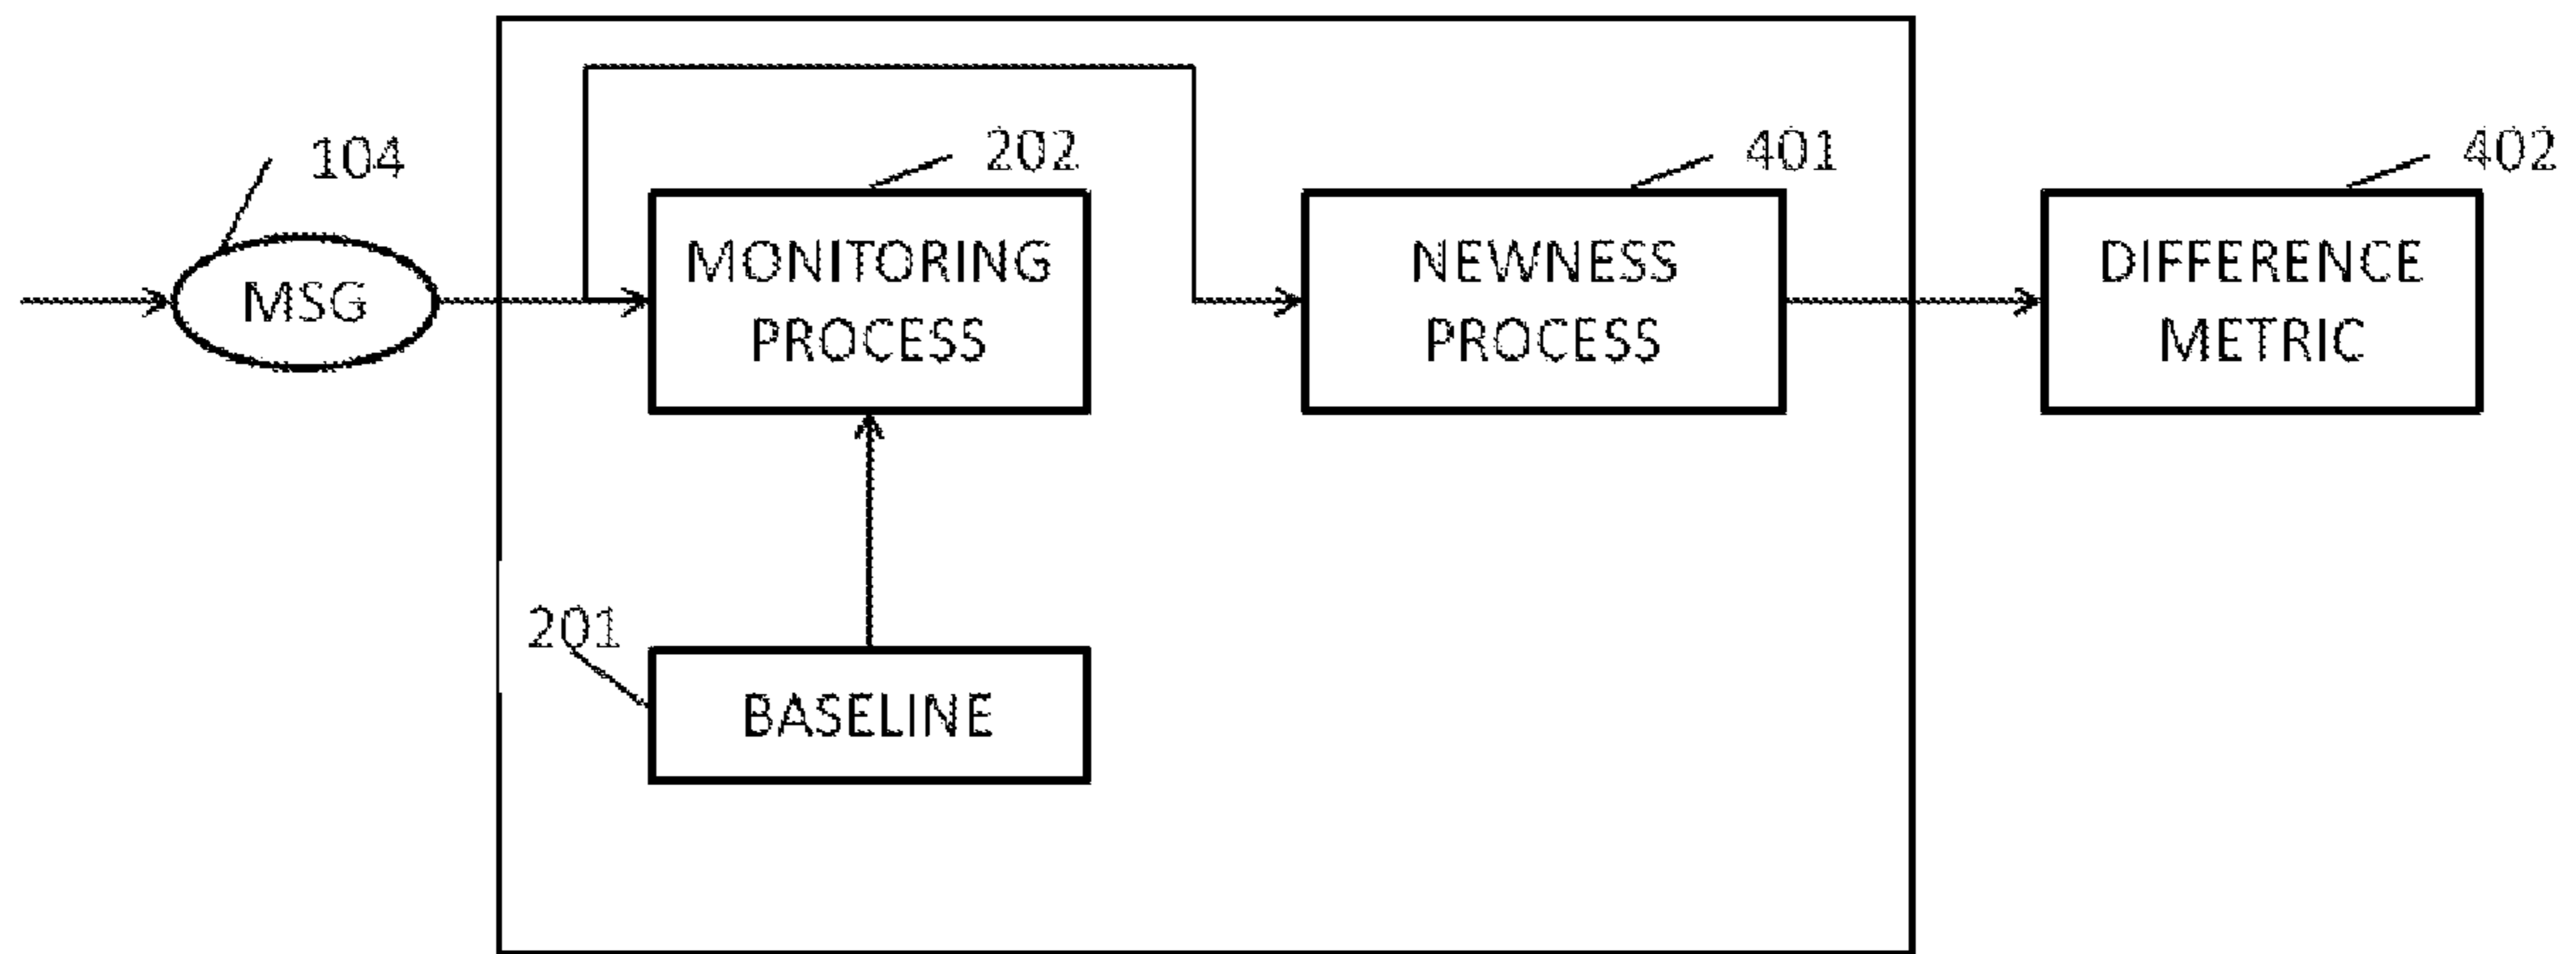 104
202
401
402
MSG
MONITORING
PROCESS
NEWNESS
PROCESS
DIFFERENCE
METRIC
201
BASELINE